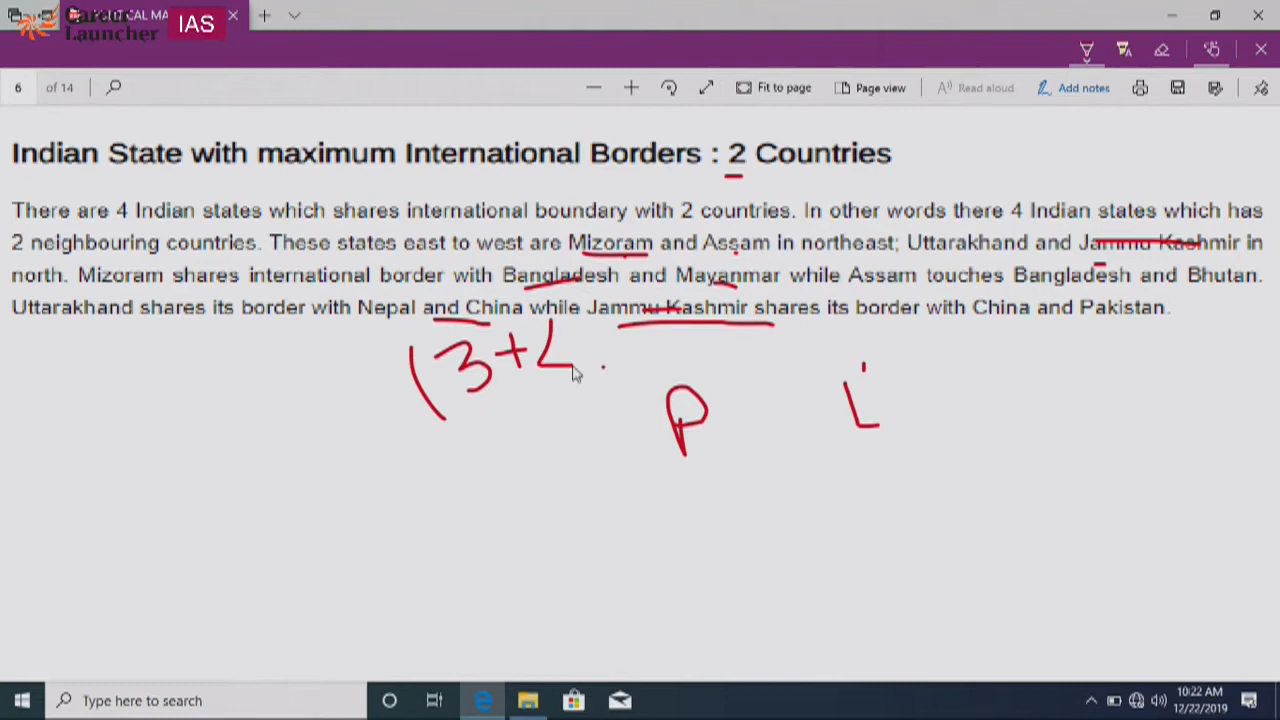 Career Launcher IAS
6 of 14 Fit to page Page view Read aloud Add notes
Indian State with maximum International Borders : 2 Countries
There are 4 Indian states which shares international boundary with 2 countries. In other words there 4 Indian states which has
2 neighbouring countries. These states east to west are Mizoram and Assam in northeast; Uttarakhand and Jammu Kashmir in
north. Mizoram shares international border with Bangladesh and Mayanmar while Assam touches Bangladesh and Bhutan.
Uttarakhand shares its border with Nepal and China while Jammu Kashmir shares its border with China and Pakistan.
(3+L
P L
Type here to search 10:22 AM
12/22/2019